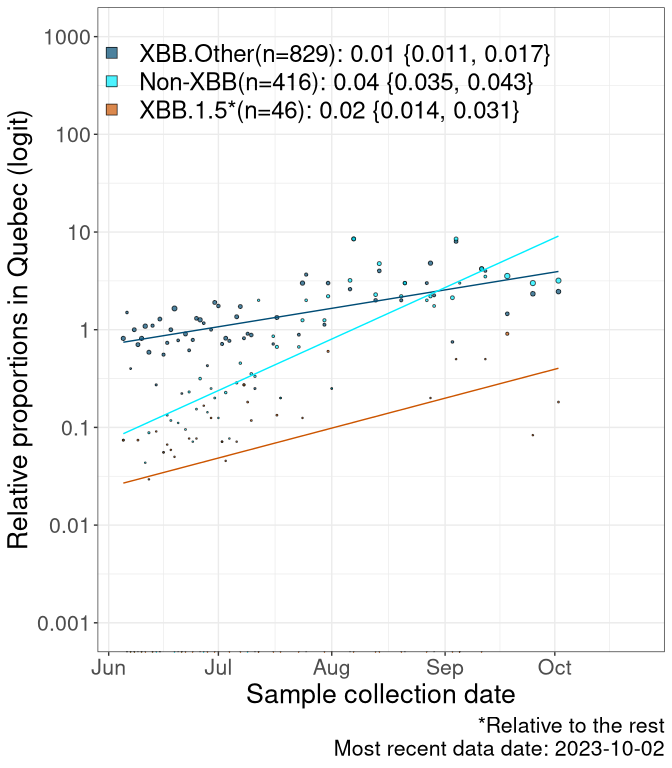 Relative proportions in Quebec (logit)
1000
100
10
1
0.1
0.01
0.001
XBB.Other(n=829): 0.01 {0.011, 0.017}
Non-XBB(n=416): 0.04 {0.035, 0.043}
XBB.1.5*(n=46): 0.02 {0.014, 0.031}
Jun Jul Aug Sep Oct
Sample collection date
*Relative to the rest
Most recent data date: 2023-10-02